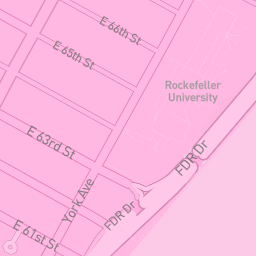 E 66th St
E 65th St
Rockefeller
University
E 63rd St
FDR Dr
York Ave
FDR Dr
E 61st St